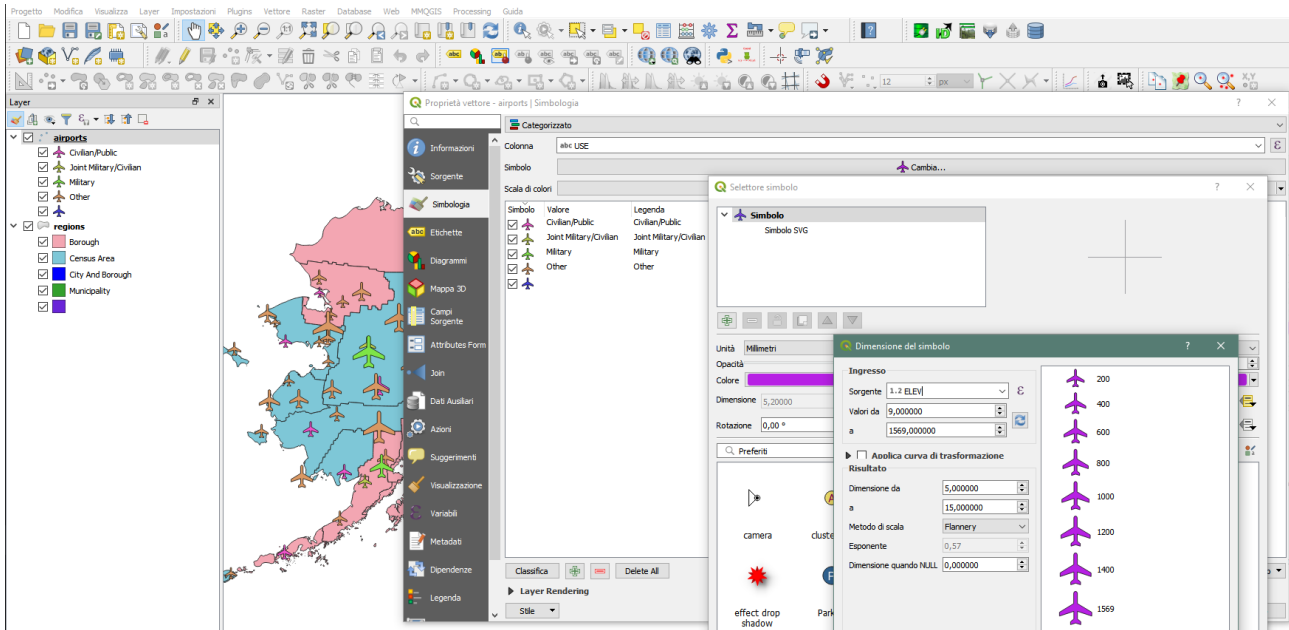 Progetto Modifica Visualizza Layer Impostazioni Plugins Vettore Raster Database Web MMQGIS Processing Guida
12 px
Layer
airports
Civilian/Public
Joint Military/Civilian
Military
Other
regions
Borough
Census Area
City And Borough
Municipality
Proprietà vettore - airports | Simbologia
Informazioni
Sorgente
Simbologia
Etichette
Diagrammi
Mappa 3D
Campi
Sorgente
Attributes Form
Join
Dati Ausiliari
Azioni
Suggerimenti
Visualizzazione
Variabili
Metadati
Dipendenze
Legenda
Categorizzato
Colonna abc USE
Simbolo Cambia...
Scala di colori
Simbolo Valore Legenda
Civilian/Public Civilian/Public
Joint Military/Civilian Joint Military/Civilian
Military Military
Other Other
Classifica Delete All
Layer Rendering
Stile
Selettore simbolo
Simbolo
Simbolo SVG
Unità Millimetri
Opacità
Colore
Dimensione 5,20000
Rotazione 0,00 °
Preferiti
camera
effect drop
shadow
Dimensione del simbolo
Ingresso
Sorgente 1.2 ELEV
Valori da 9,000000
a 1569,000000
Applica curva di trasformazione
Risultato
Dimensione da 5,000000
a 15,000000
Metodo di scala Flannery
Esponente 0,57
Dimensione quando NULL 0,000000
200
400
600
800
1000
1200
1400
1569